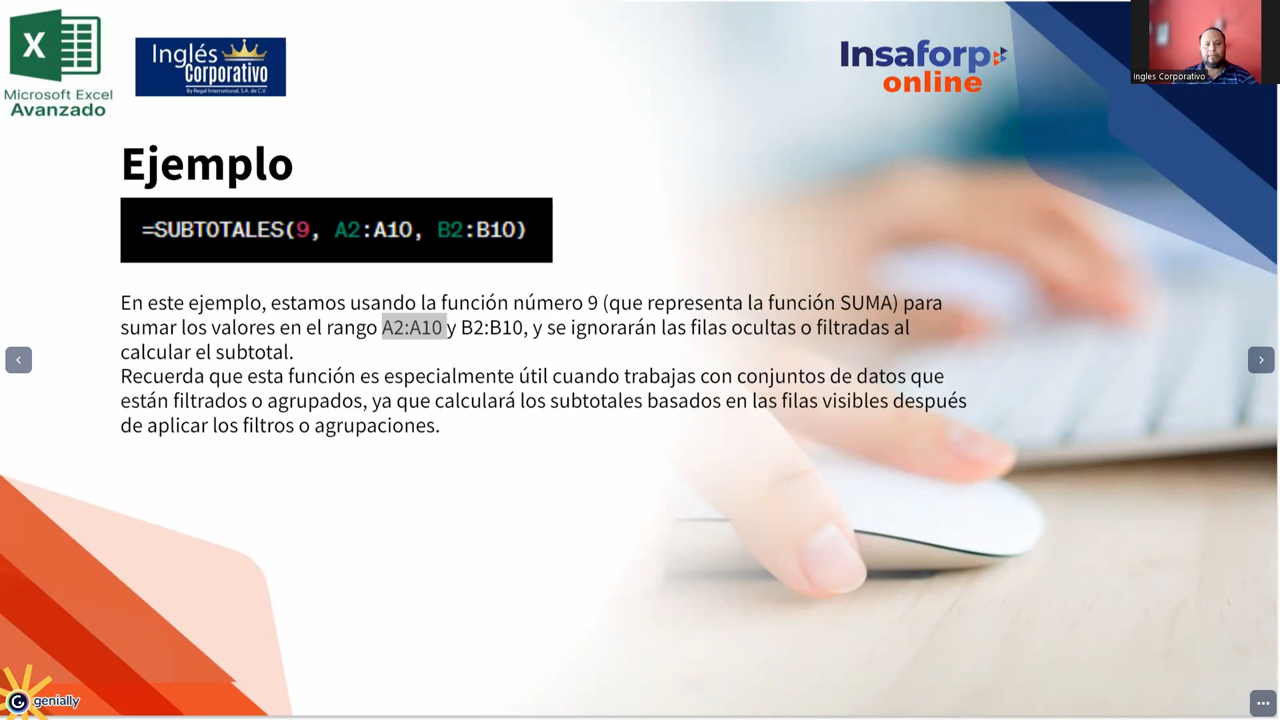 Microsoft Excel
Avanzado
Inglés
Corporativo
By Regal International, S.A. de C.V.
Insaforp
online
Ingles Corporativo
Ejemplo
=SUBTOTALES(9, A2:A10, B2:B10)
En este ejemplo, estamos usando la función número 9 (que representa la función SUMA) para
sumar los valores en el rango A2:A10 y B2:B10, y se ignorarán las filas ocultas o filtradas al
calcular el subtotal.
Recuerda que esta función es especialmente útil cuando trabajas con conjuntos de datos que
están filtrados o agrupados, ya que calculará los subtotales basados en las filas visibles después
de aplicar los filtros o agrupaciones.
genially